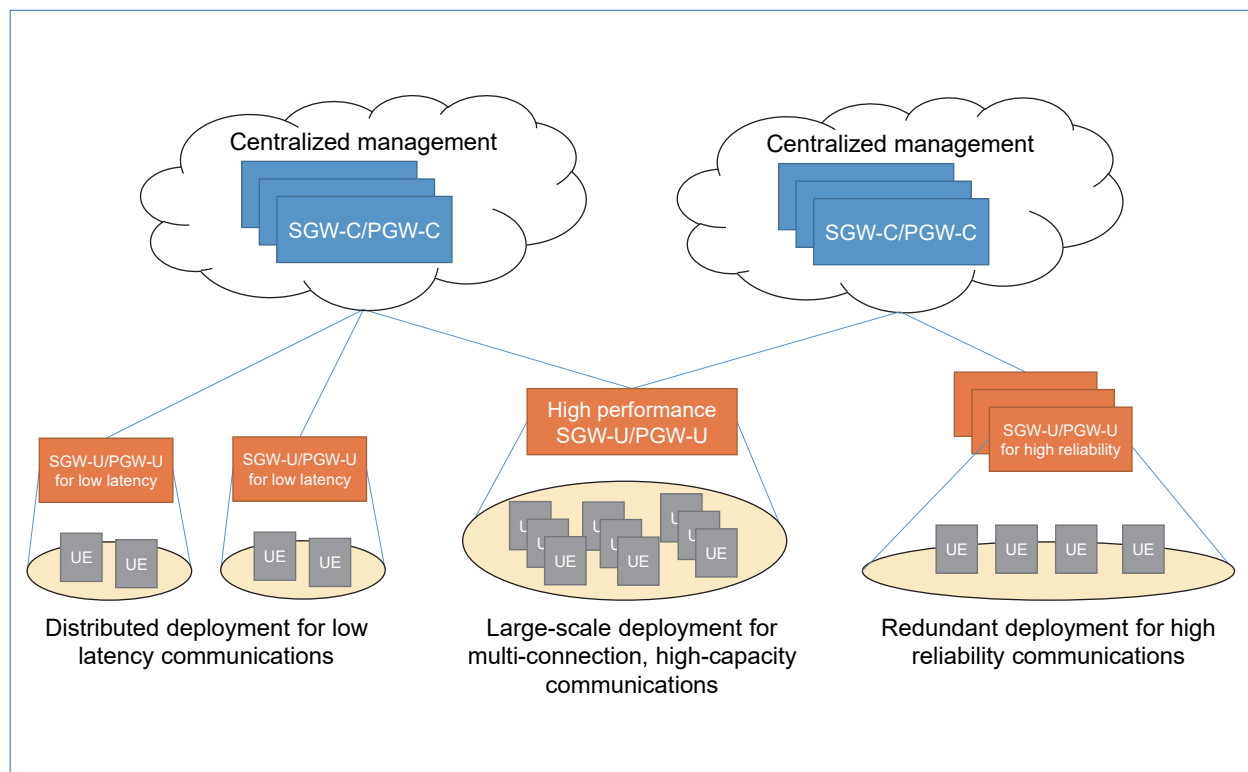 Centralized management
SGW-C/PGW-C
Centralized management
SGW-C/PGW-C
High performance
SGW-U/PGW-U
SGW-U/PGW-U
for low latency
SGW-U/PGW-U
for low latency
SGW-U/PGW-U
for high reliability
UE
UE
UE
UE
U
U
U
UE
U
U
UE
UE
U
UE
UE
UE
UE
UE
Distributed deployment for low
latency communications
Large-scale deployment for
multi-connection, high-capacity
communications
Redundant deployment for high
reliability communications